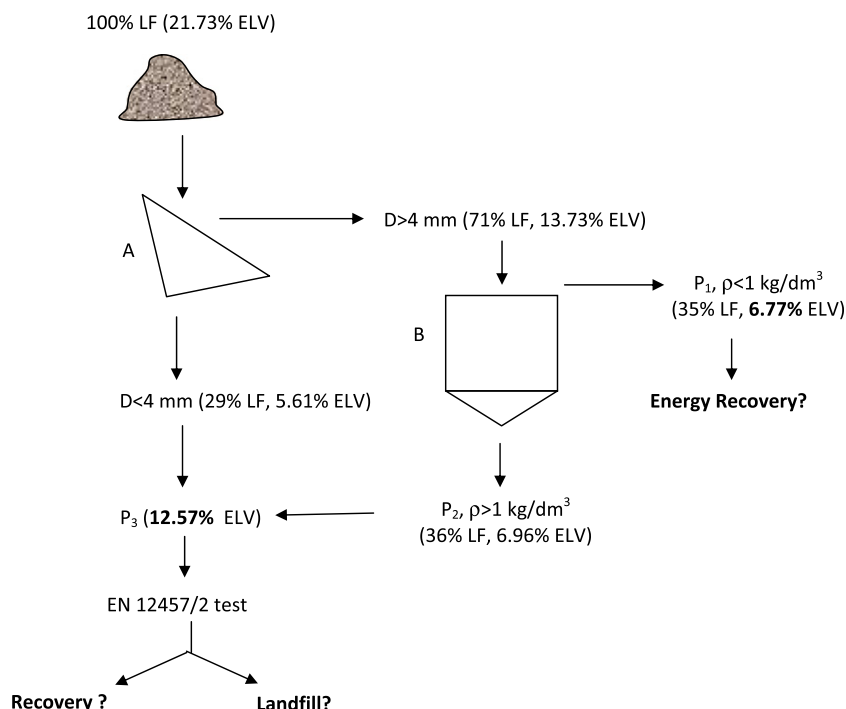 100% LF (21.73% ELV)
A
D>4 mm (71% LF, 13.73% ELV)
P₁, ρ<1 kg/dm³
(35% LF, 6.77% ELV)
B
Energy Recovery?
D<4 mm (29% LF, 5.61% ELV)
P₃ (12.57% ELV)
P₂, ρ>1 kg/dm³
(36% LF, 6.96% ELV)
EN 12457/2 test
Recovery ?
Landfill?